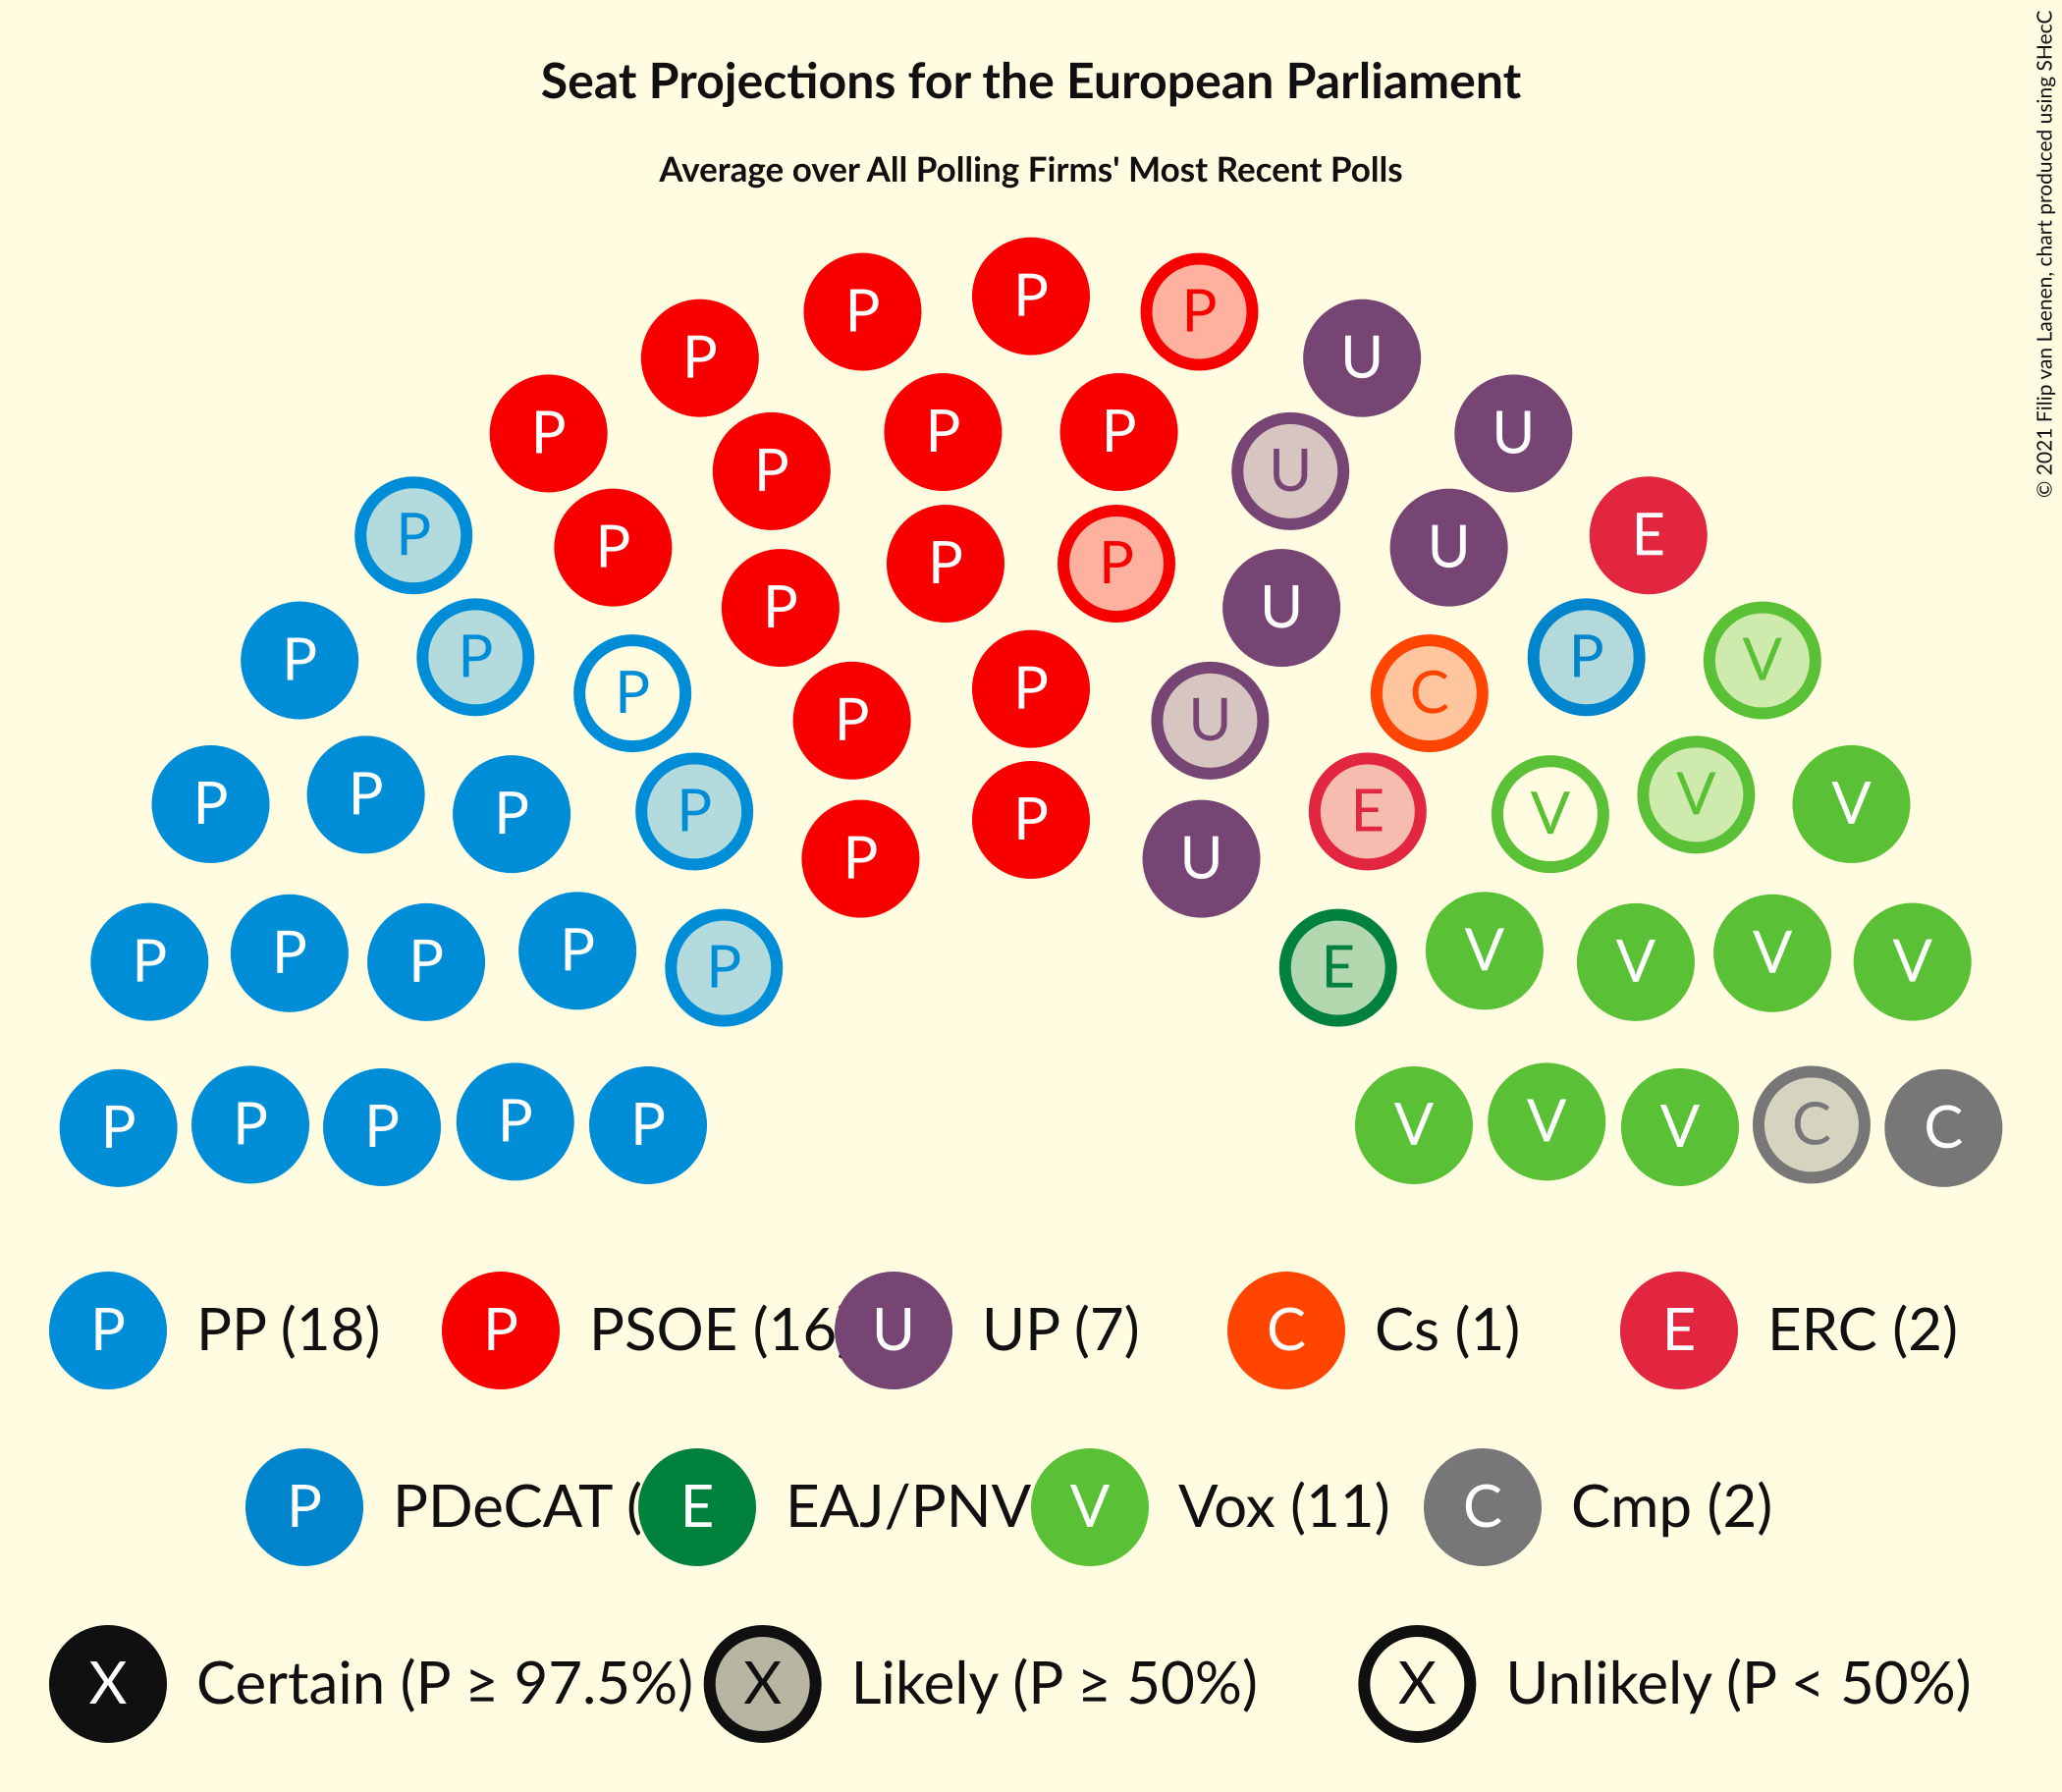 Seat Projections for the European Parliament
Average over All Polling Firms' Most Recent Polls
© 2021 Filip van Laenen, chart produced using SHecC
P P P
P P U
P P P U
P U U
P P P E
P P U
P P P V
P P C
P U
P P P P P E V V V
P P U
P P P P P E V V V V
P P P P P V V V C C
P PP (18) P PSOE (16 U UP (7) C Cs (1) E ERC (2)
P PDeCAT ( E EAJ/PNV V Vox (11) C Cmp (2)
X Certain (P ≥ 97.5%) X Likely (P ≥ 50%) X Unlikely (P < 50%)